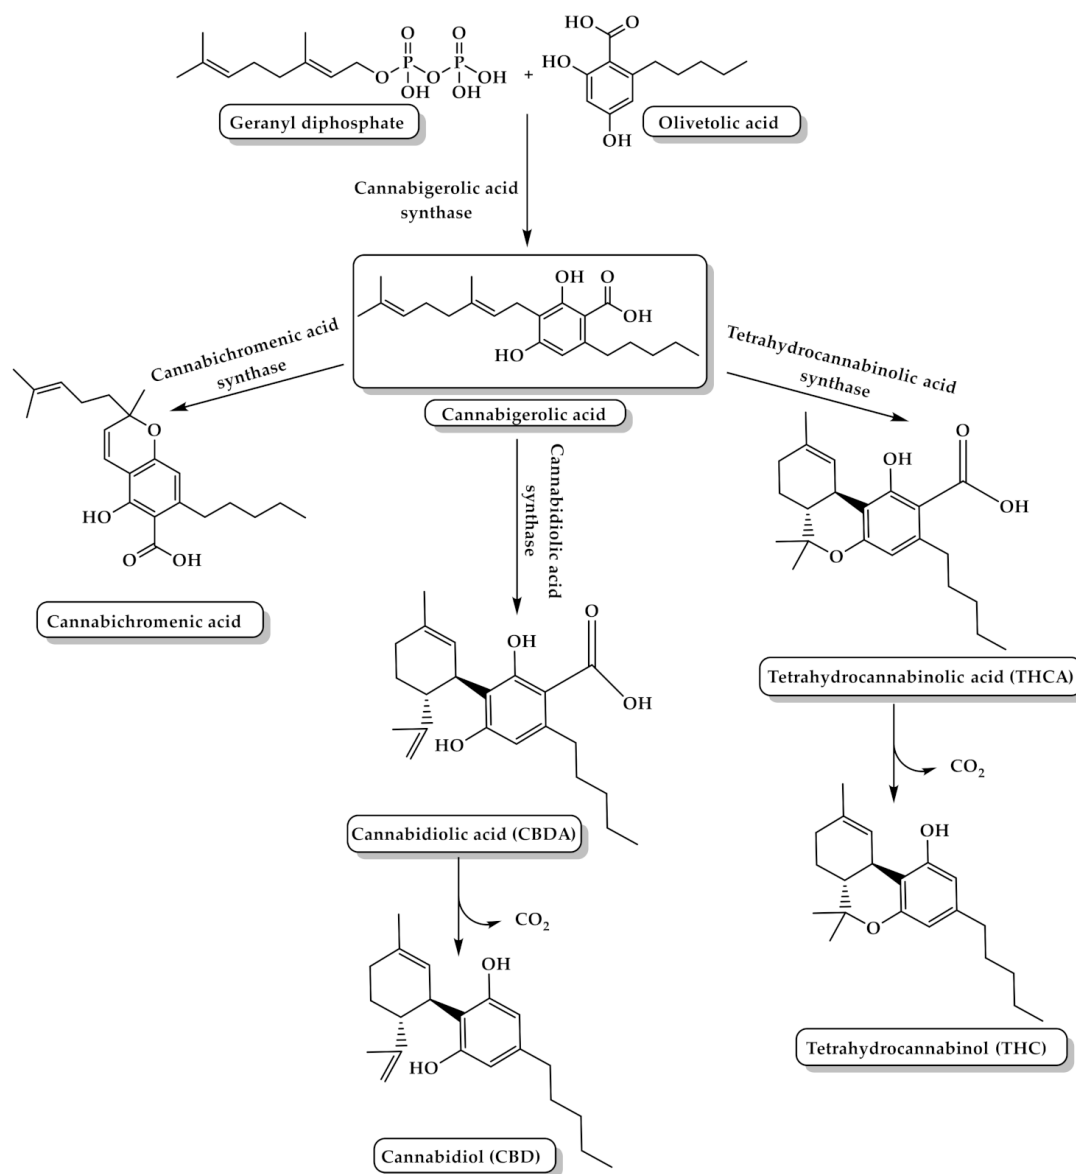 Geranyl diphosphate
+
Olivetolic acid
HO
O
HO
OH
O
P
O
P
O
O
OH
OH
OH
Cannabigerolic acid
synthase
OH
O
OH
HO
Cannabigerolic acid
Cannabichromenic acid
synthase
O
HO
O
OH
Cannabichromenic acid
Cannabidiolic acid
synthase
O
OH
OH
HO
Cannabidiolic acid (CBDA)
CO2
OH
HO
Cannabidiol (CBD)
Tetrahydrocannabinolic acid
synthase
O
OH
OH
O
Tetrahydrocannabinolic acid (THCA)
CO2
OH
O
Tetrahydrocannabinol (THC)